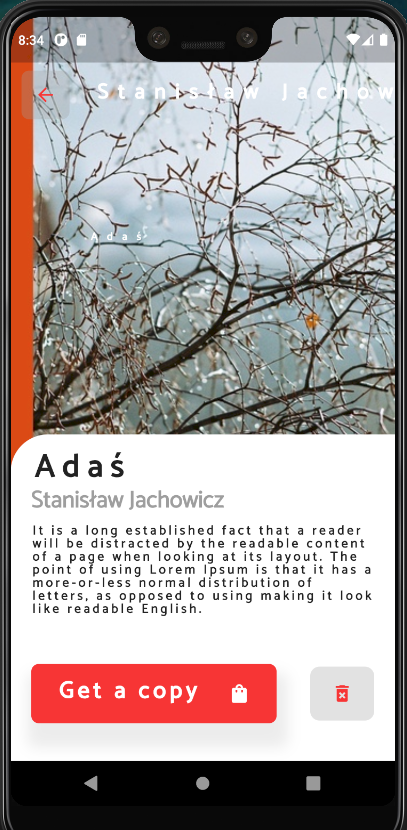 8:34
Stanisław Jachow
Adaś
Adaś
Stanisław Jachowicz
It is a long established fact that a reader
will be distracted by the readable content
of a page when looking at its layout. The
point of using Lorem Ipsum is that it has a
more-or-less normal distribution of
letters, as opposed to using making it look
like readable English.
Get a copy